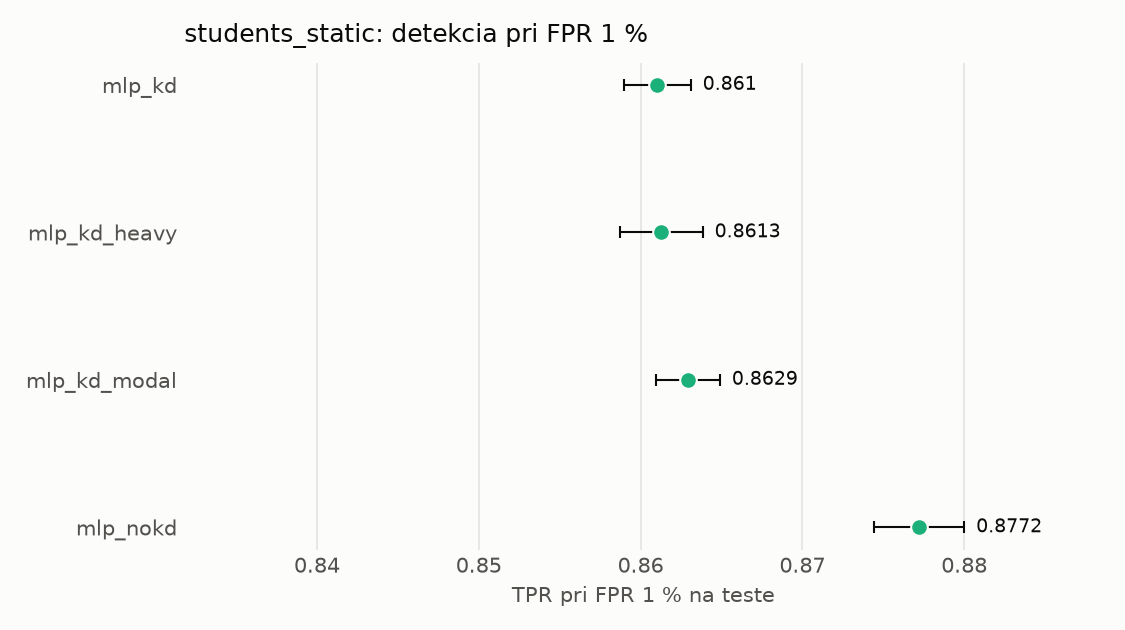 students_static: detekcia pri FPR 1 %
mlp_kd
0.861
mlp_kd_heavy
0.8613
mlp_kd_modal
0.8629
mlp_nokd
0.8772
0.84 0.85 0.86 0.87 0.88
TPR pri FPR 1 % na teste